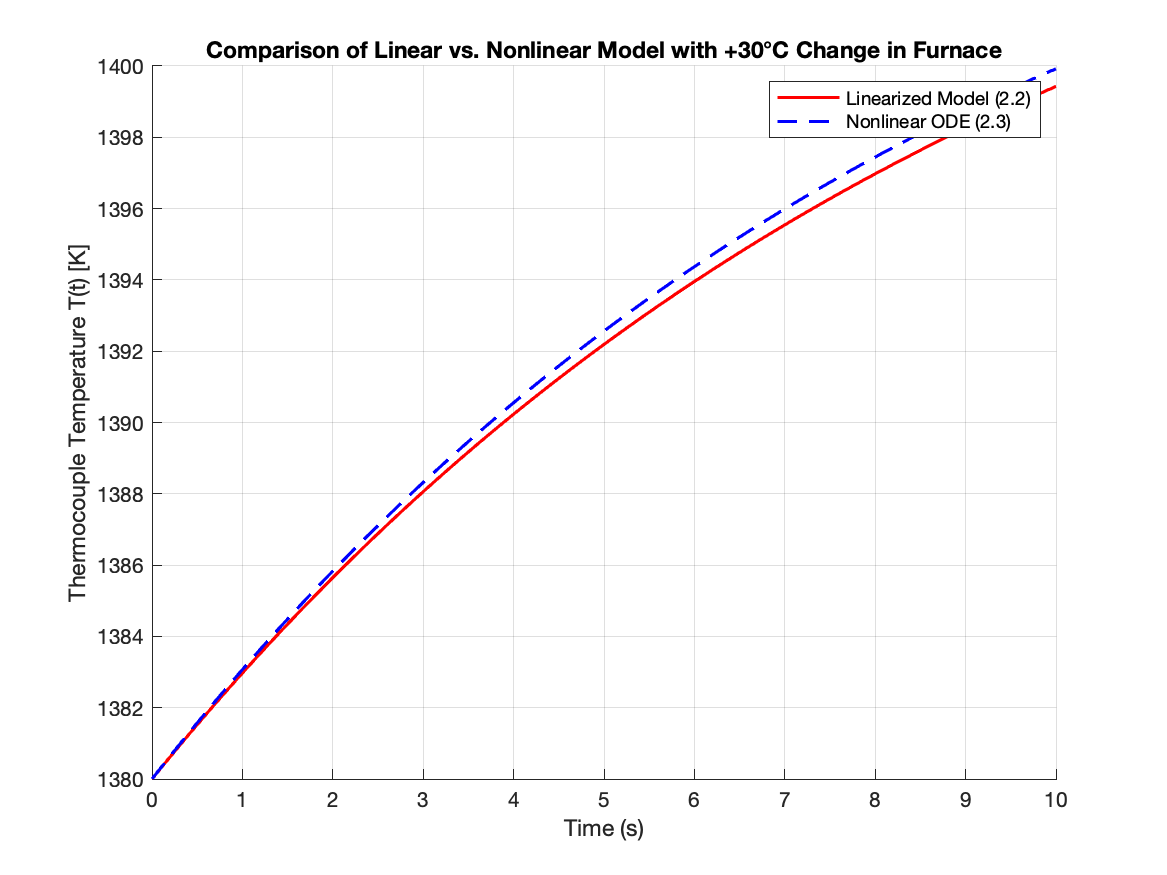 Comparison of Linear vs. Nonlinear Model with +30°C Change in Furnace
1400
1398
1396
1394
1392
1390
1388
1386
1384
1382
1380
Thermocouple Temperature T(t) [K]
Linearized Model (2.2)
Nonlinear ODE (2.3)
0 1 2 3 4 5 6 7 8 9 10
Time (s)